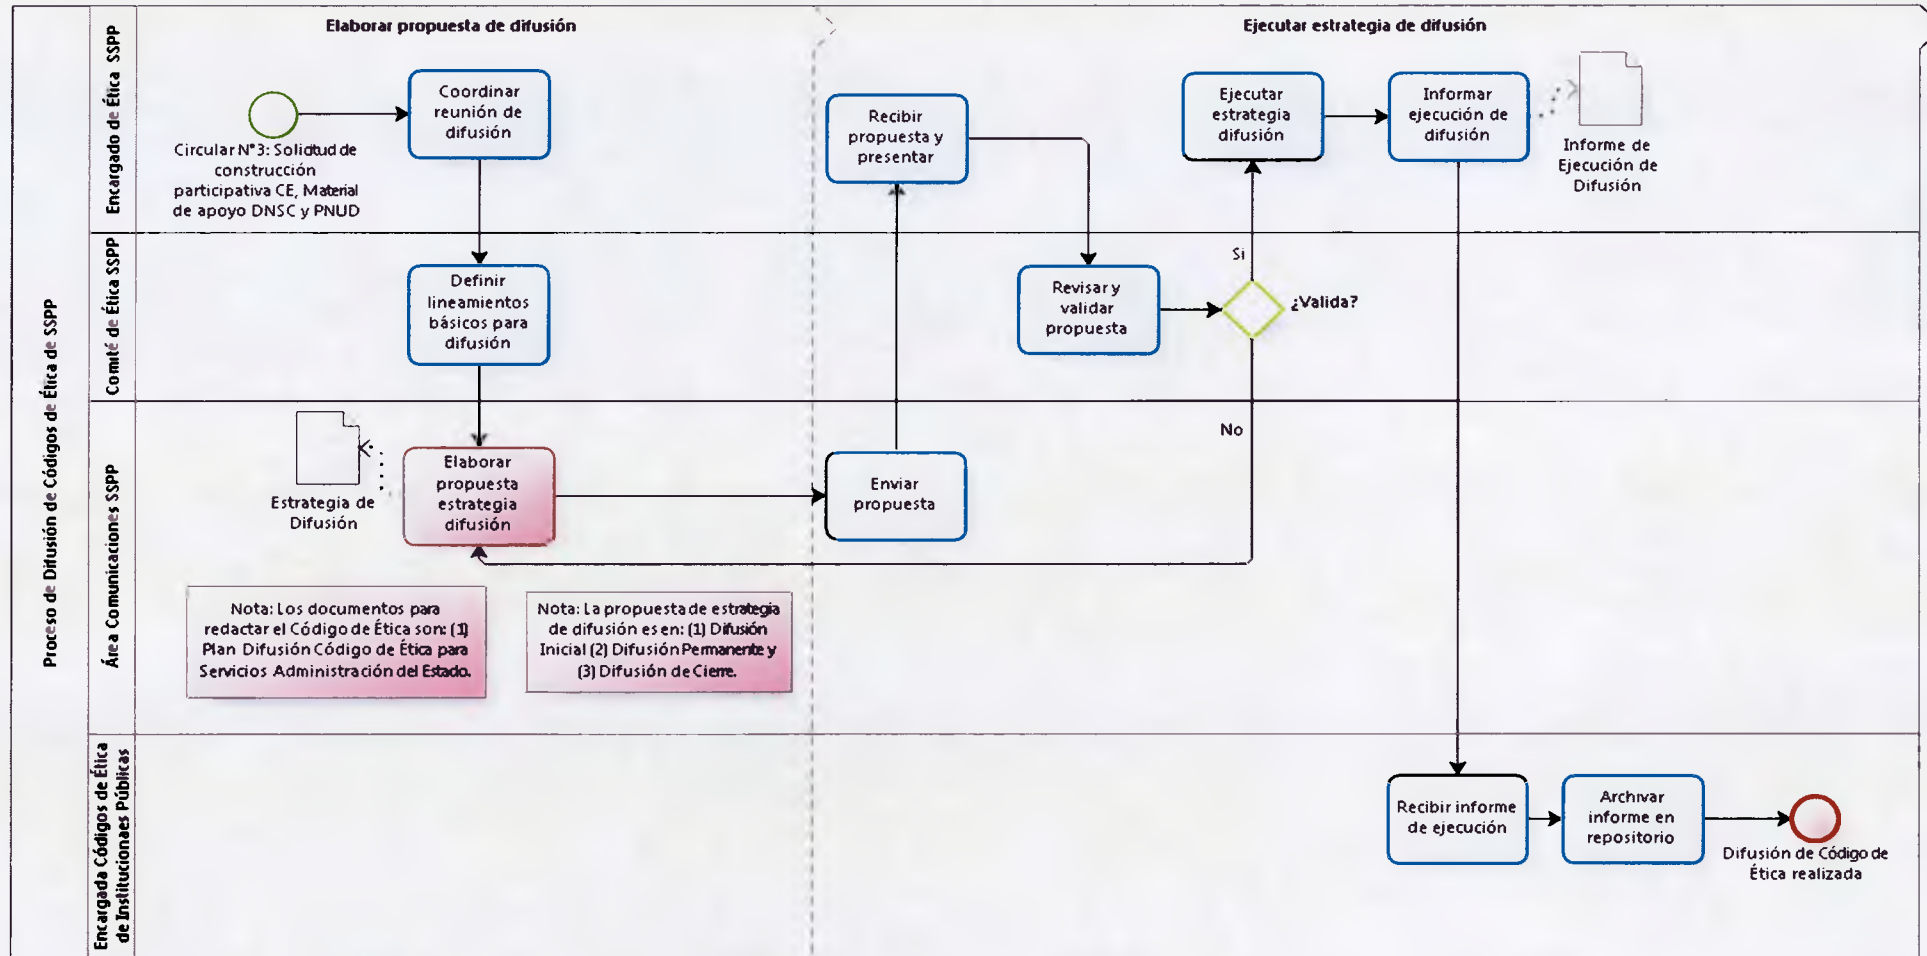 Elaborar propuesta de difusión
Ejecutar estrategia de difusión
Proceso de Difusión de Códigos de Ética de SSPP
Encargado de Ética SSPP
Circular N°3: Solicitud de
construcción
participativa CE, Material
de apoyo DNSC y PNUD
Coordinar
reunión de
difusión
Recibir
propuesta y
presentar
Ejecutar
estrategia
difusión
Informar
ejecución de
difusión
Informe de
Ejecución de
Difusión
Comité de Ética SSPP
Definir
lineamientos
básicos para
difusión
Revisar y
validar
propuesta
Si
¿Valida?
No
Área Comunicaciones SSPP
Estrategia de
Difusión
Elaborar
propuesta
estrategia
difusión
Enviar
propuesta
Nota: Los documentos para
redactar el Código de Ética son: (1)
Plan Difusión Código de Ética para
Servicios Administración del Estado.
Nota: La propuesta de estrategia
de difusión es en: (1) Difusión
Inicial (2) Difusión Permanente y
(3) Difusión de Cierre.
Encargada Códigos de Ética
de Institucionaes Públicas
Recibir informe
de ejecución
Archivar
informe en
repositorio
Difusión de Código de
Ética realizada